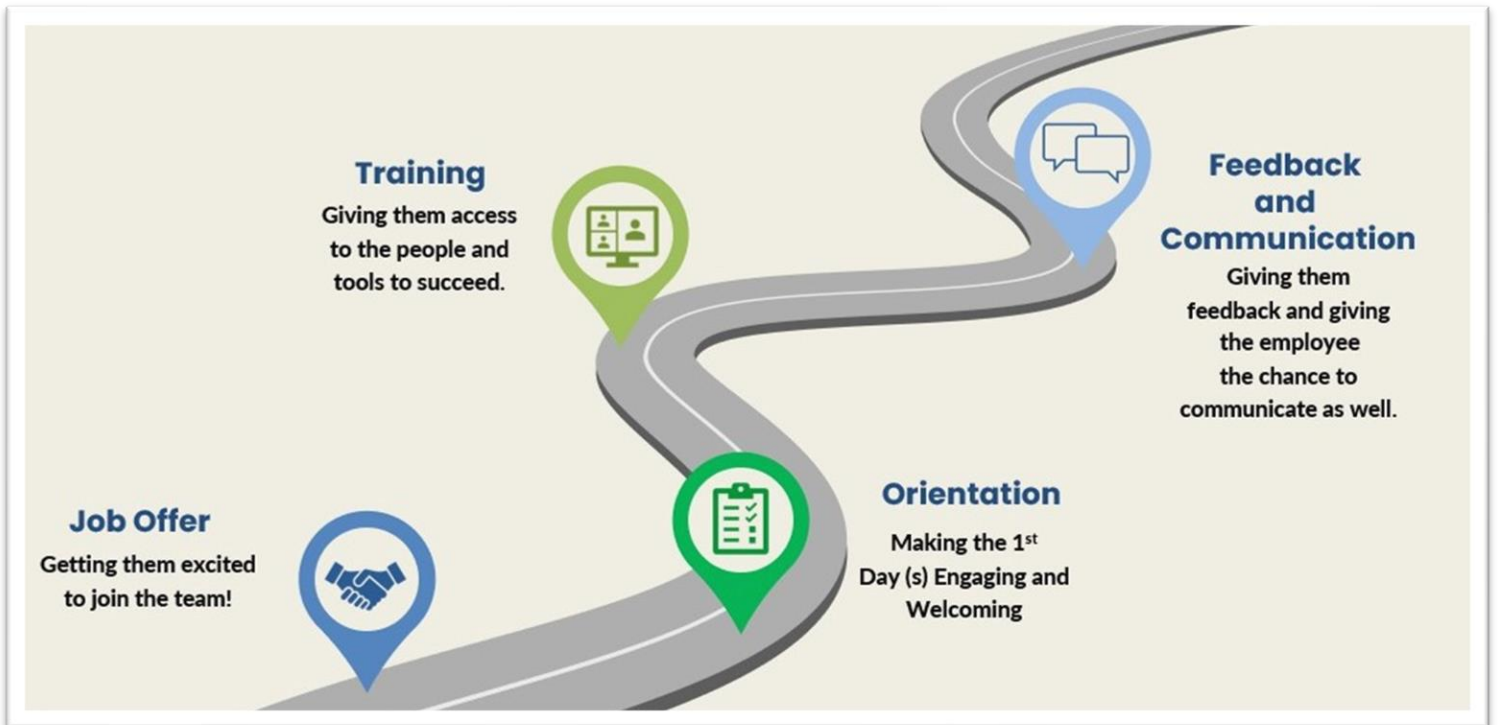 Job Offer
Getting them excited
to join the team!
Orientation
Making the 1st
Day (s) Engaging and
Welcoming
Training
Giving them access
to the people and
tools to succeed.
Feedback
and
Communication
Giving them
feedback and giving
the employee
the chance to
communicate as well.